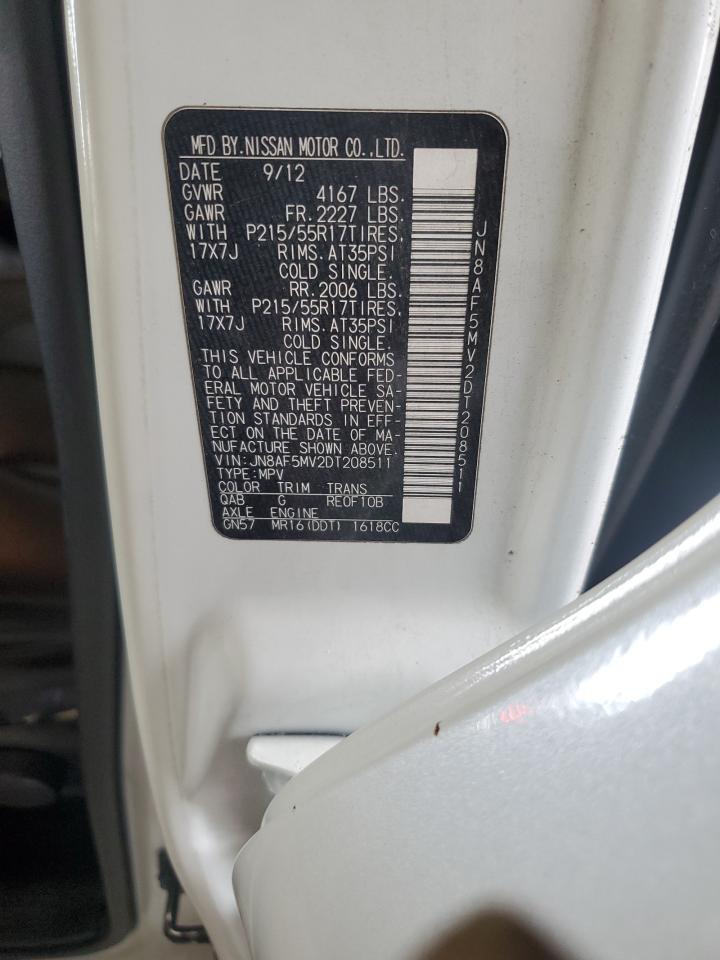 MFD BY.NISSAN MOTOR CO.,LTD.
DATE 9/12
GVWR 4167 LBS.
GAWR FR.2227 LBS.
WITH P215/55R17TIRES,
17X7J RIMS.AT35PSI
COLD SINGLE.
GAWR RR.2006 LBS.
WITH P215/55R17TIRES,
17X7J RIMS.AT35PSI
COLD SINGLE.
THIS VEHICLE CONFORMS
TO ALL APPLICABLE FED-
ERAL MOTOR VEHICLE SA-
FETY AND THEFT PREVEN-
TION STANDARDS IN EFF-
ECT ON THE DATE OF MA-
NUFACTURE SHOWN ABOVE.
VIN:JN8AF5MV2DT208511
TYPE:MPV
COLOR TRIM TRANS
QAB G RE0F10B
AXLE ENGINE
GN57 MR16(DDT) 1618CC
JN8AF5MV2DT208511